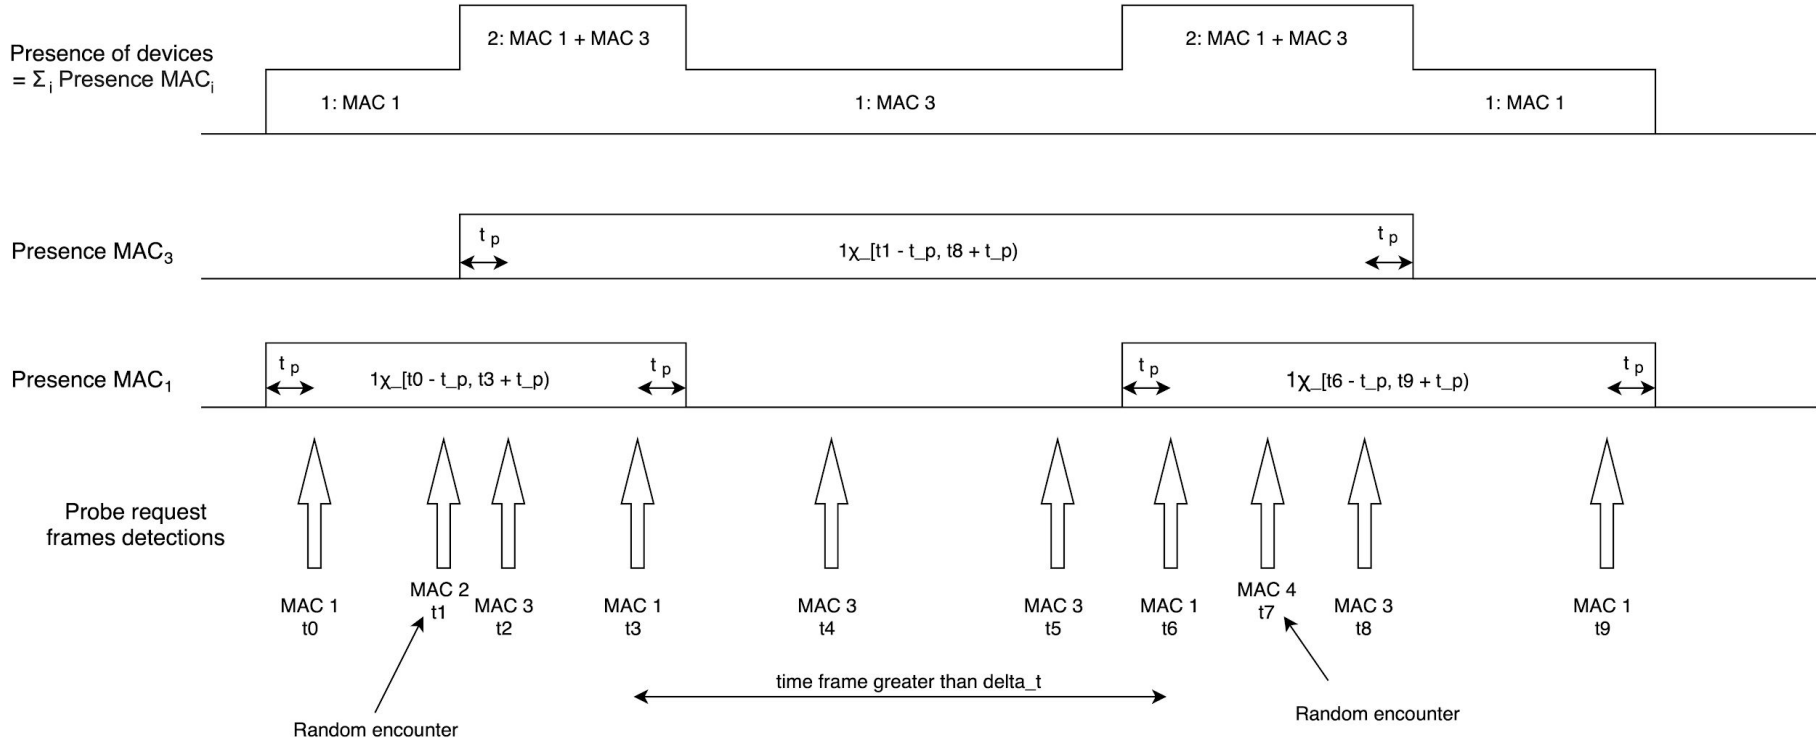 Presence of devices
= Σ i Presence MACi
2: MAC 1 + MAC 3
2: MAC 1 + MAC 3
1: MAC 1
1: MAC 3
1: MAC 1
Presence MAC3
t p
1χ_[t1 - t_p, t8 + t_p)
t p
Presence MAC1
t p
1χ_[t0 - t_p, t3 + t_p)
t p
t p
1χ_[t6 - t_p, t9 + t_p)
t p
Probe request
frames detections
MAC 1
t0
MAC 2
t1
MAC 3
t2
MAC 1
t3
MAC 3
t4
MAC 3
t5
MAC 1
t6
MAC 4
t7
MAC 3
t8
MAC 1
t9
time frame greater than delta_t
Random encounter
Random encounter